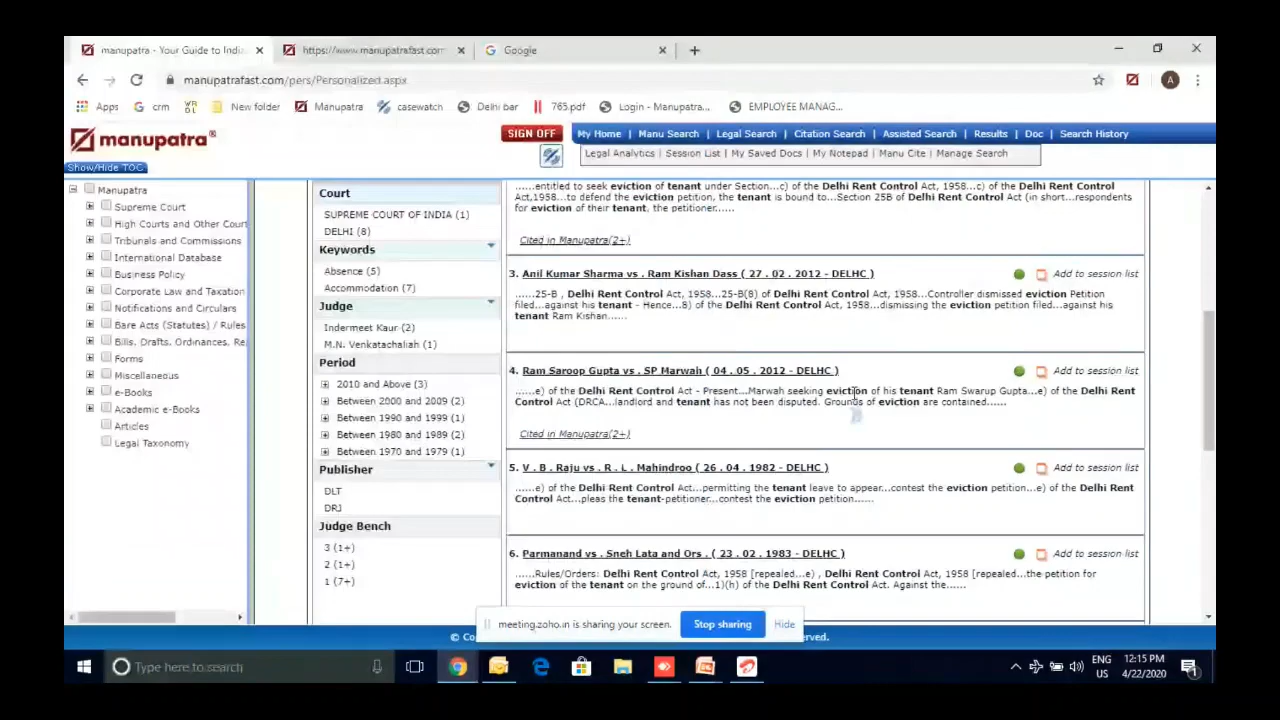 manupatra - Your Guide to India
https://www.manupatrafast.com
Google
manupatrafast.com/pers/Personalized.aspx
Apps
crm
New folder
Manupatra
casewatch
Delhi bar
765.pdf
Login - Manupatra...
EMPLOYEE MANAG...
manupatra®
SIGN OFF
My Home | Manu Search | Legal Search | Citation Search | Assisted Search | Results | Doc | Search History
Legal Analytics | Session List | My Saved Docs | My Notepad | Manu Cite | Manage Search
Show/Hide TOC
Manupatra
Supreme Court
High Courts and Other Court
Tribunals and Commissions
International Database
Business Policy
Corporate Law and Taxation
Notifications and Circulars
Bare Acts (Statutes) / Rules
Bills, Drafts, Ordinances, Re
Forms
Miscellaneous
e-Books
Academic e-Books
Articles
Legal Taxonomy
Court
SUPREME COURT OF INDIA (1)
DELHI (8)
Keywords
Absence (5)
Accommodation (7)
Judge
Indermeet Kaur (2)
M.N. Venkatachaliah (1)
Period
2010 and Above (3)
Between 2000 and 2009 (2)
Between 1990 and 1999 (1)
Between 1980 and 1989 (2)
Between 1970 and 1979 (1)
Publisher
DLT
DRJ
Judge Bench
3 (1+)
2 (1+)
1 (7+)
......entitled to seek eviction of tenant under Section...c) of the Delhi Rent Control Act, 1958...c) of the Delhi Rent Control
Act,1958...to defend the eviction petition, the tenant is bound to...Section 25B of Delhi Rent Control Act (in short...respondents
for eviction of their tenant, the petitioner......
Cited in Manupatra(2+)
3. Anil Kumar Sharma vs . Ram Kishan Dass ( 27 . 02 . 2012 - DELHC )
Add to session list
......25-B , Delhi Rent Control Act, 1958...25-B(8) of Delhi Rent Control Act, 1958...Controller dismissed eviction Petition
filed...against his tenant - Hence...8) of the Delhi Rent Control Act, 1958...dismissing the eviction petition filed...against his
tenant Ram Kishan......
4. Ram Saroop Gupta vs . SP Marwah ( 04 . 05 . 2012 - DELHC )
Add to session list
......e) of the Delhi Rent Control Act - Present...Marwah seeking eviction of his tenant Ram Swarup Gupta...e) of the Delhi Rent
Control Act (DRCA...landlord and tenant has not been disputed. Grounds of eviction are contained......
Cited in Manupatra(2+)
5. V . B . Raju vs . R . L . Mahindroo ( 26 . 04 . 1982 - DELHC )
Add to session list
......e) of the Delhi Rent Control Act...permitting the tenant leave to appear...contest the eviction petition...e) of the Delhi Rent
Control Act...pleas the tenant-petitioner...contest the eviction petition......
6. Parmanand vs . Sneh Lata and Ors . ( 23 . 02 . 1983 - DELHC )
Add to session list
......Rules/Orders: Delhi Rent Control Act, 1958 [repealed...e) , Delhi Rent Control Act, 1958 [repealed...the petition for
eviction of the tenant on the ground of...1)(h) of the Delhi Rent Control Act. Against the......
meeting.zoho.in is sharing your screen.
Stop sharing
Hide
© Co
erved.
Type here to search
ENG
US
12:15 PM
4/22/2020